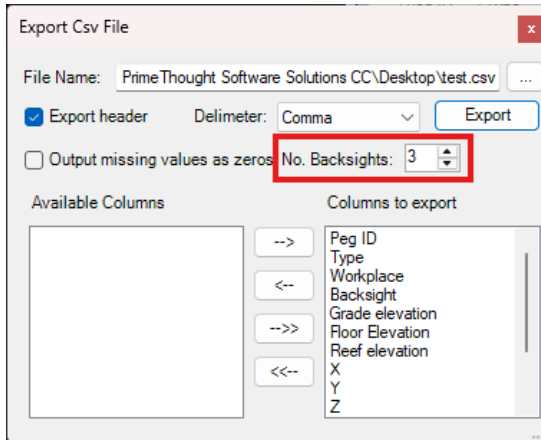 Export Csv File
x
File Name: PrimeThought Software Solutions CC\Desktop\test.csv ...
Export header Delimeter: Comma Export
Output missing values as zeros No. Backsights: 3
Available Columns Columns to export
-->
<--
-->>
<<--
Peg ID
Type
Workplace
Backsight
Grade elevation
Floor Elevation
Reef elevation
X
Y
Z